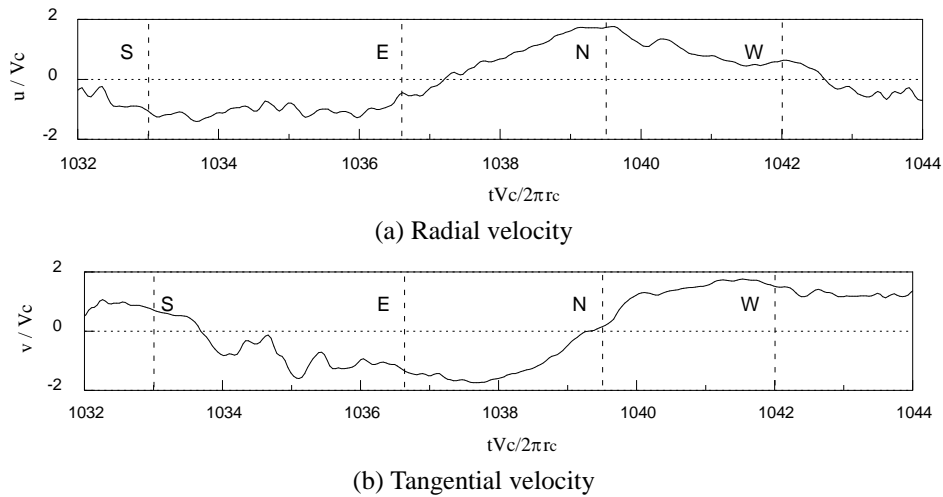 2
S
E
N
W
u / Vc
0
-2
1032 1034 1036 1038 1040 1042 1044
tVc/2πrc
(a) Radial velocity
2
S
E
N
W
v / Vc
0
-2
1032 1034 1036 1038 1040 1042 1044
tVc/2πrc
(b) Tangential velocity